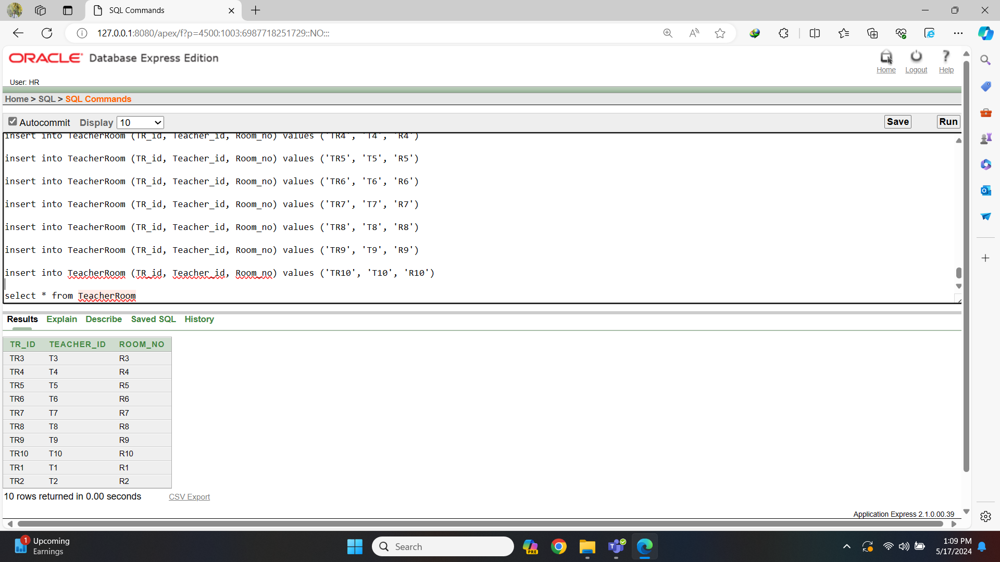 SQL Commands
127.0.0.1:8080/apex/f?p=4500:1003:6987718251729::NO:::
ORACLE Database Express Edition
Home Logout Help
User: HR
Home > SQL > SQL Commands
Autocommit Display 10 Save Run
insert into TeacherRoom (TR_id, Teacher_id, Room_no) values ('TR4', 'T4', 'R4')
insert into TeacherRoom (TR_id, Teacher_id, Room_no) values ('TR5', 'T5', 'R5')
insert into TeacherRoom (TR_id, Teacher_id, Room_no) values ('TR6', 'T6', 'R6')
insert into TeacherRoom (TR_id, Teacher_id, Room_no) values ('TR7', 'T7', 'R7')
insert into TeacherRoom (TR_id, Teacher_id, Room_no) values ('TR8', 'T8', 'R8')
insert into TeacherRoom (TR_id, Teacher_id, Room_no) values ('TR9', 'T9', 'R9')
insert into TeacherRoom (TR_id, Teacher_id, Room_no) values ('TR10', 'T10', 'R10')
select * from TeacherRoom
Results Explain Describe Saved SQL History
TR_ID TEACHER_ID ROOM_NO
TR3 T3 R3
TR4 T4 R4
TR5 T5 R5
TR6 T6 R6
TR7 T7 R7
TR8 T8 R8
TR9 T9 R9
TR10 T10 R10
TR1 T1 R1
TR2 T2 R2
10 rows returned in 0.00 seconds CSV Export
Application Express 2.1.0.00.39
1 Upcoming
Earnings
Search
PRE
1:09 PM
5/17/2024